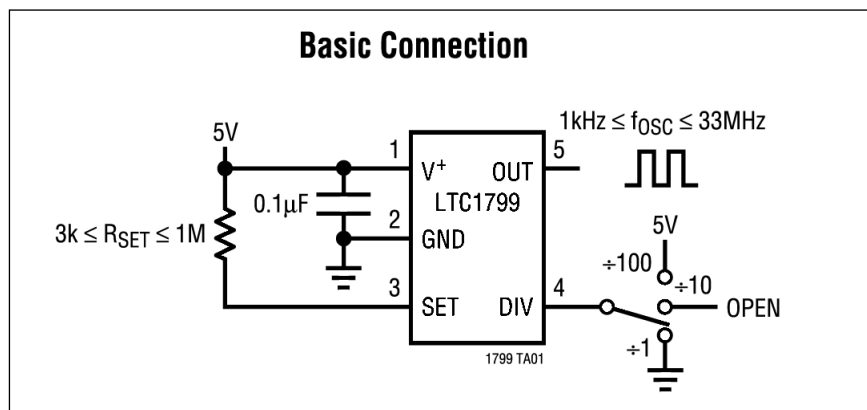 Basic Connection
1kHz ≤ fOSC ≤ 33MHz
5V
1
V+
OUT
5
LTC1799
0.1µF
2
GND
3k ≤ RSET ≤ 1M
5V
÷100
÷10
3
SET
DIV
4
OPEN
÷1
1799 TA01